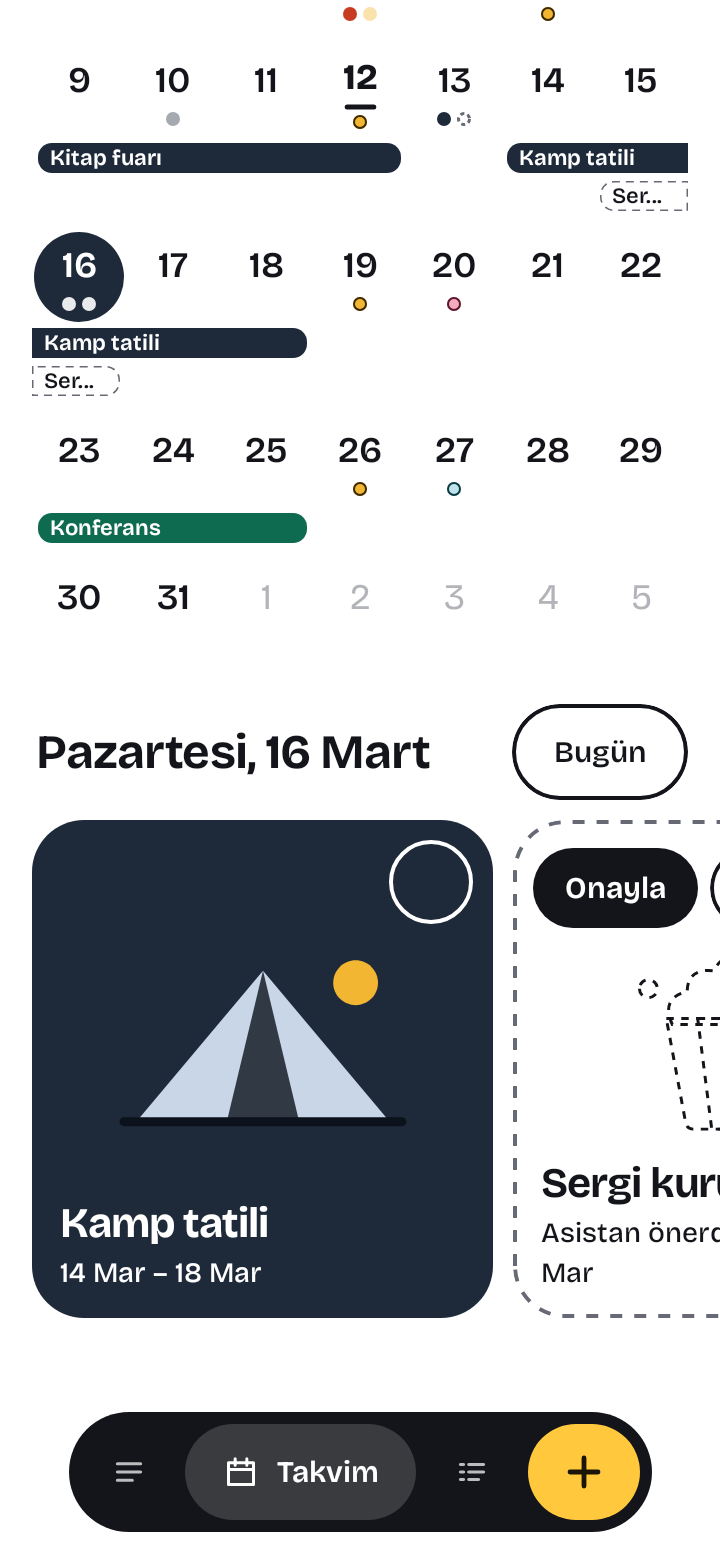 9 10 11 12 13 14 15
Kitap fuarı Kamp tatili
Ser...
16 17 18 19 20 21 22
Kamp tatili
Ser...
23 24 25 26 27 28 29
Konferans
30 31 1 2 3 4 5
Pazartesi, 16 Mart
Bugün
Kamp tatili
14 Mar – 18 Mar
Onayla
Sergi
Asistan
Mar
Takvim